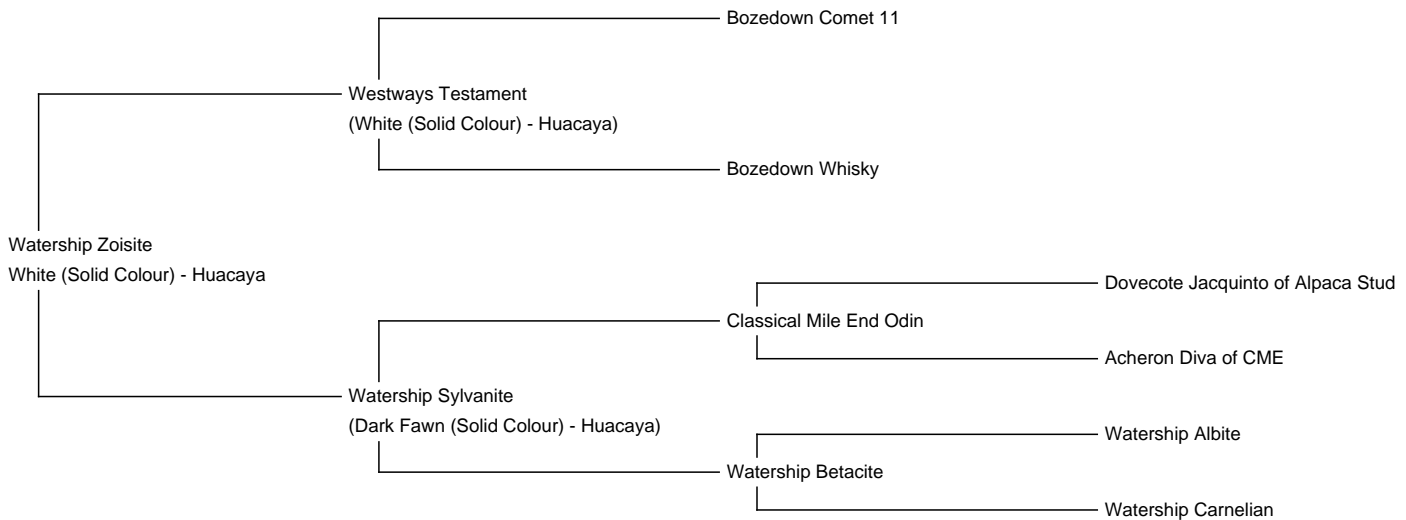 Bozedown Comet 11
Westways Testament
(White (Solid Colour) - Huacaya)
Bozedown Whisky
Watership Zoisite
White (Solid Colour) - Huacaya
Dovecote Jacquinto of Alpaca Stud
Classical Mile End Odin
Acheron Diva of CME
Watership Sylvanite
(Dark Fawn (Solid Colour) - Huacaya)
Watership Albite
Watership Betacite
Watership Carnelian